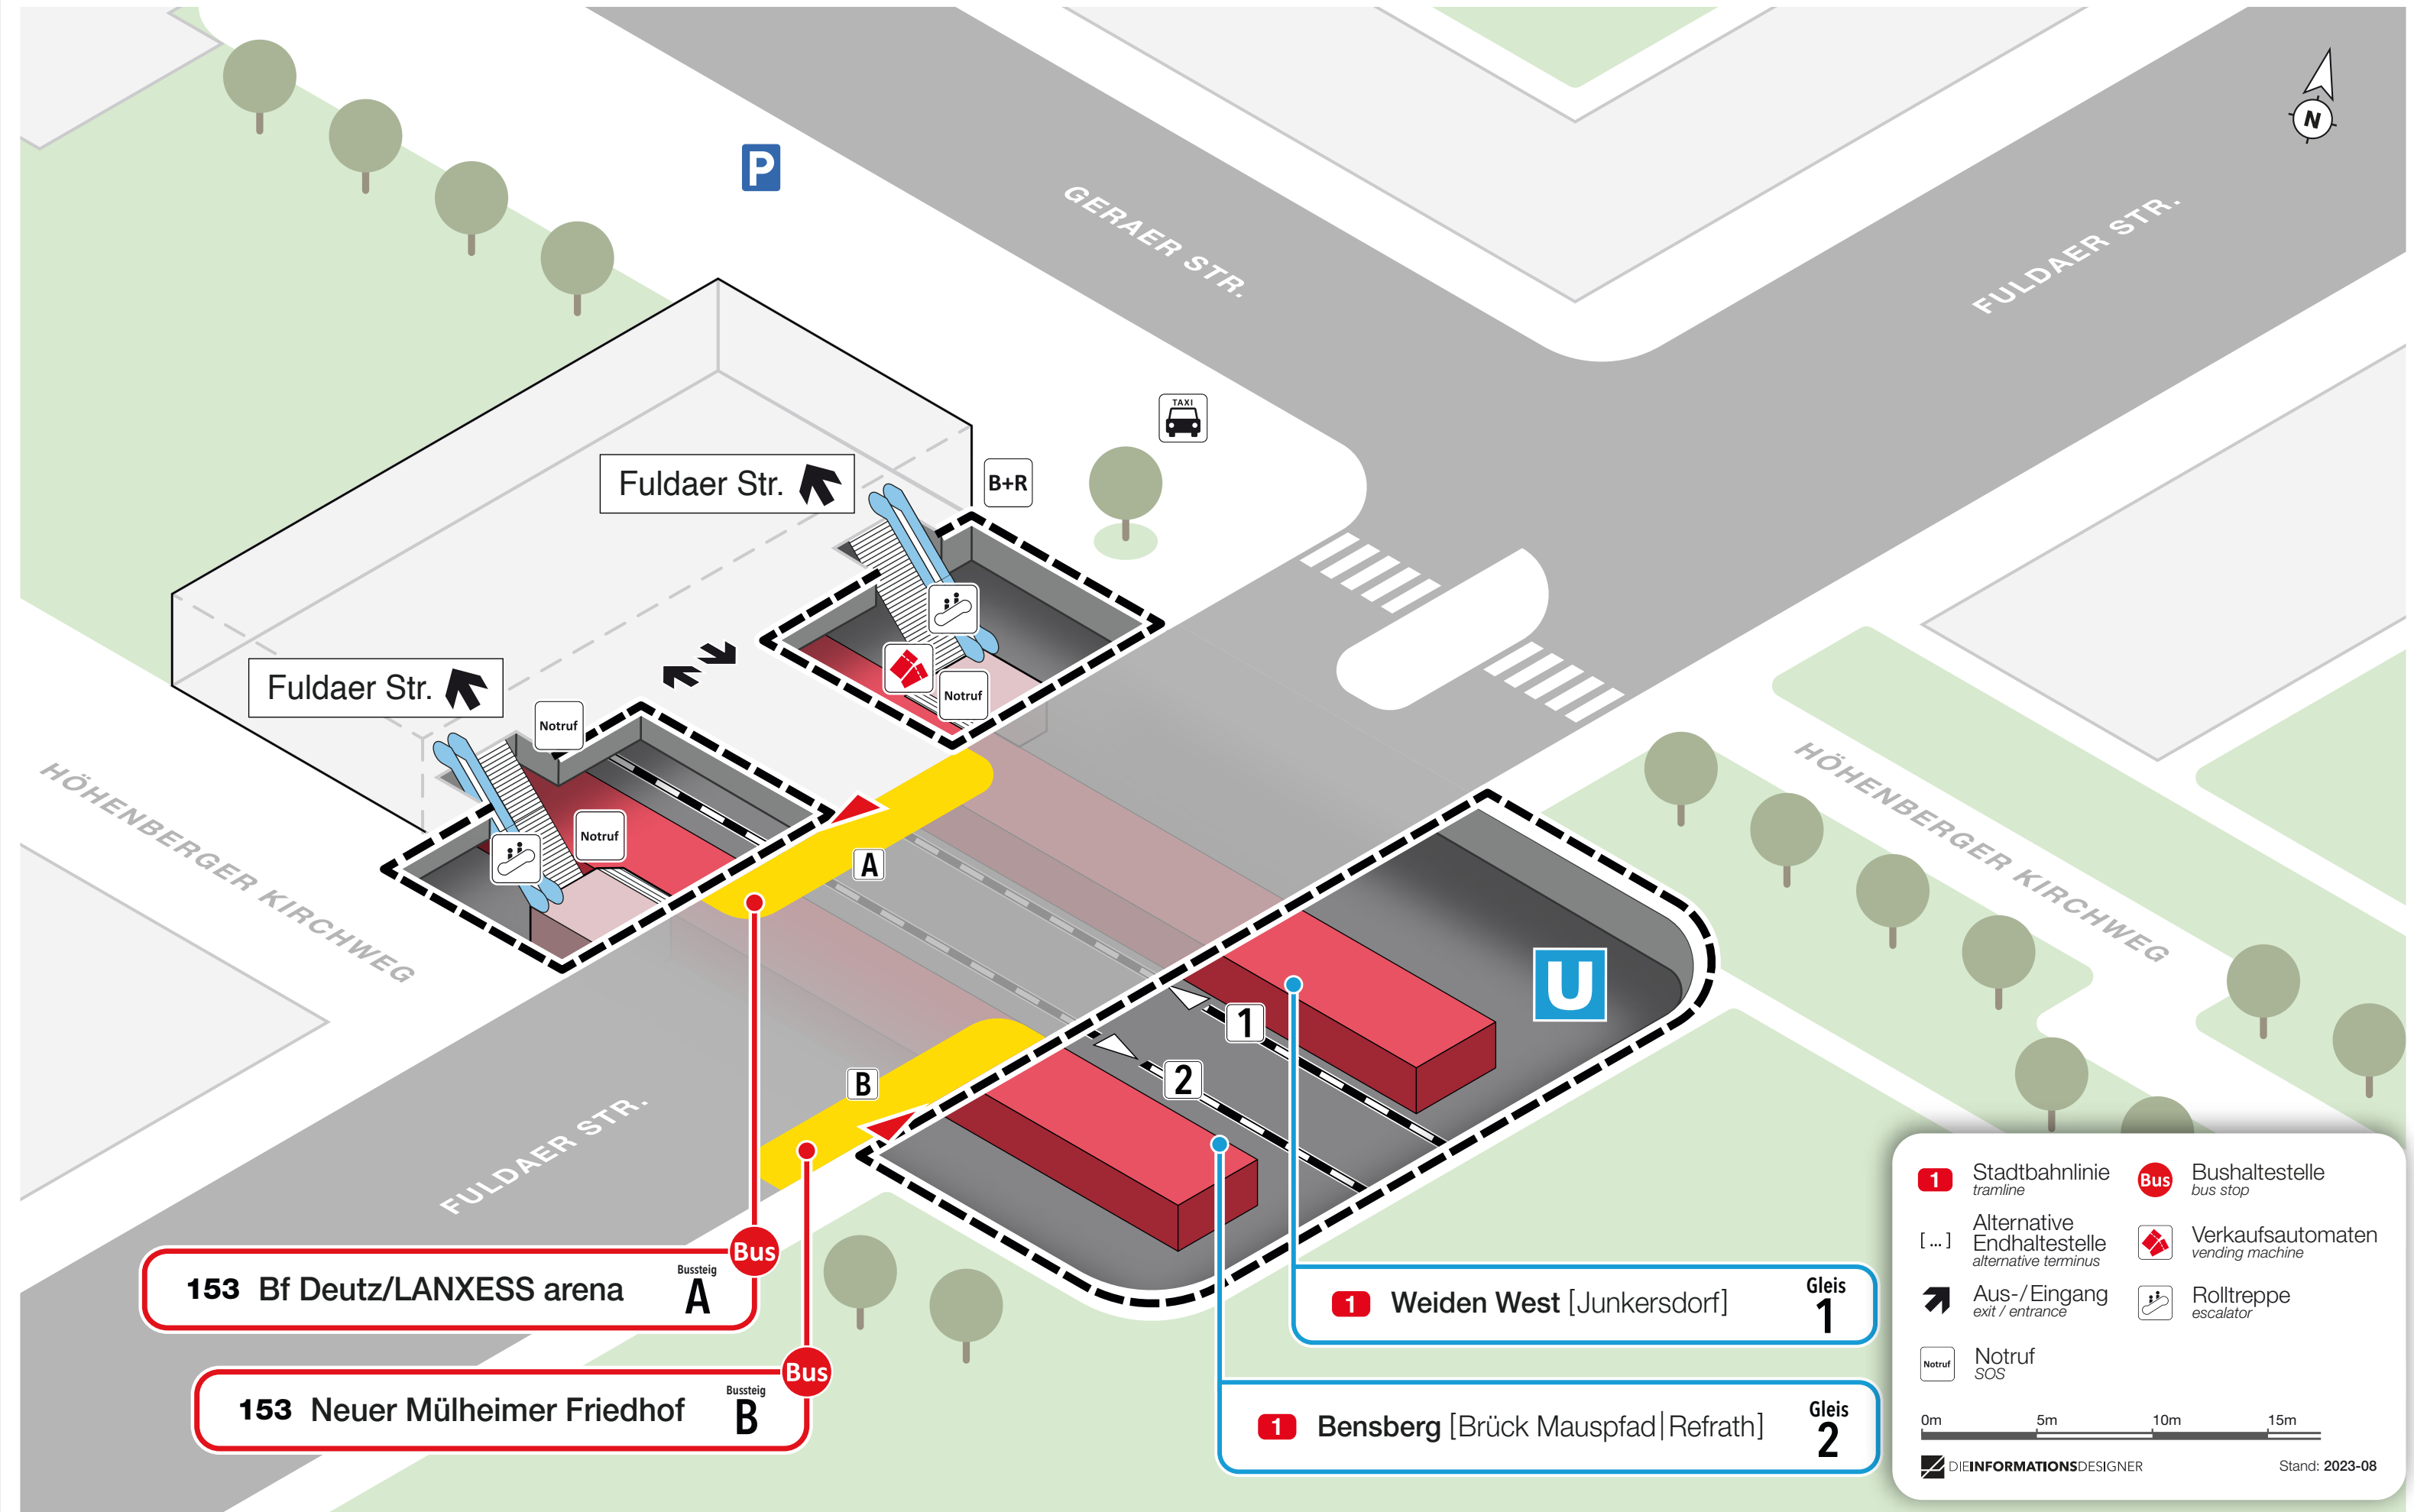 P
GERAER STR.
FULDAER STR.
N
TAXI
Fuldaer Str.
B+R
Fuldaer Str.
Notruf
Notruf
Notruf
HÖHENBERGER KIRCHWEG
HÖHENBERGER KIRCHWEG
A
B
U
1
2
FULDAER STR.
Bus
153 Bf Deutz/LANXESS arena
Bussteig
A
Bus
153 Neuer Mülheimer Friedhof
Bussteig
B
1 Weiden West [Junkersdorf]
Gleis
1
1 Bensberg [Brück Mauspfad|Refrath]
Gleis
2
1 Stadtbahnlinie
tramline
[ ... ] Alternative
Endhaltestelle
alternative terminus
Aus-/Eingang
exit / entrance
Notruf Notruf
SOS
Bus Bushaltestelle
bus stop
Verkaufsautomaten
vending machine
Rolltreppe
escalator
0m 5m 10m 15m
DIEINFORMATIONSDESIGNER
Stand: 2023-08